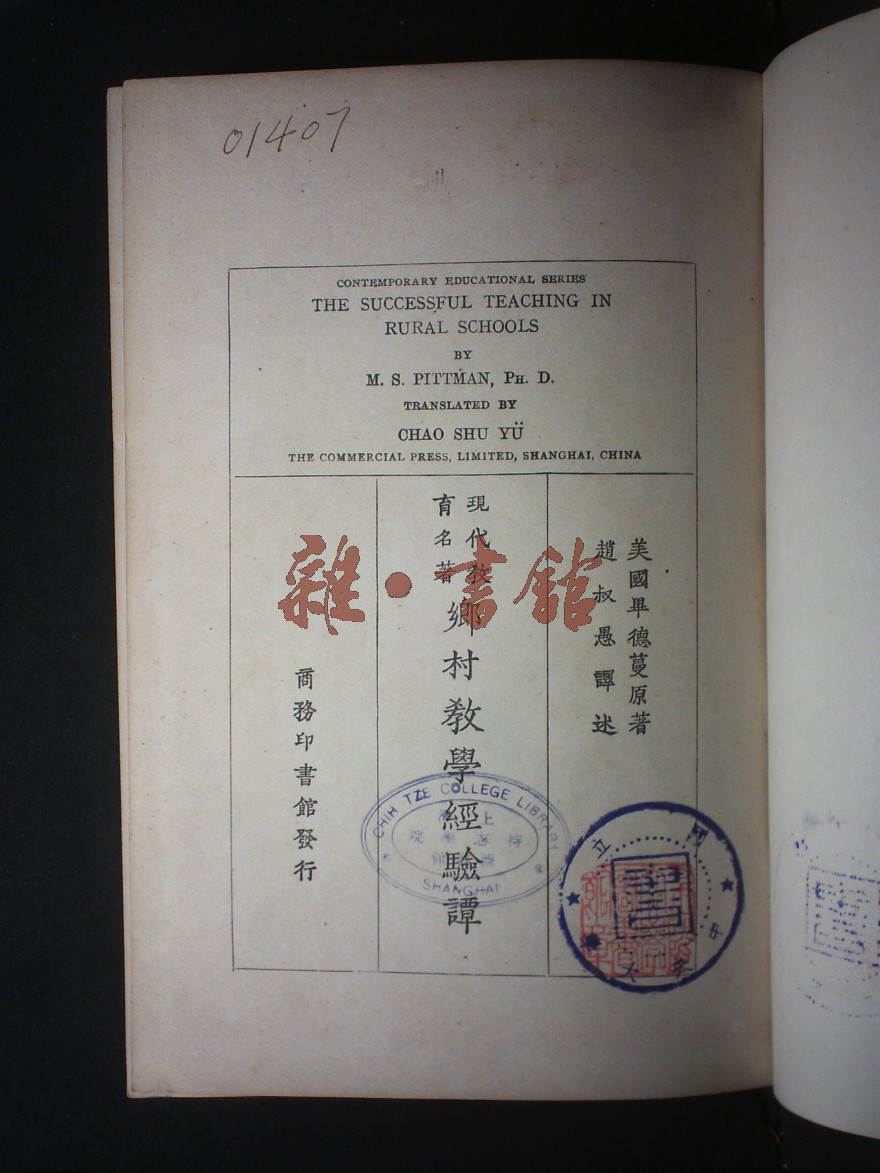 01407
CONTEMPORARY EDUCATIONAL SERIES
THE SUCCESSFUL TEACHING IN
RURAL SCHOOLS
BY
M. S. PITTMAN, PH. D.
TRANSLATED BY
CHAO SHU YÜ
THE COMMERCIAL PRESS, LIMITED, SHANGHAI, CHINA
美國畢德蔓原著
趙叔愚譯述
現代教
育名著
鄉村教學經驗譚
商務印書館發行
雜·書館
CHIH TZE COLLEGE LIBRARY
SHANGHAI
國立